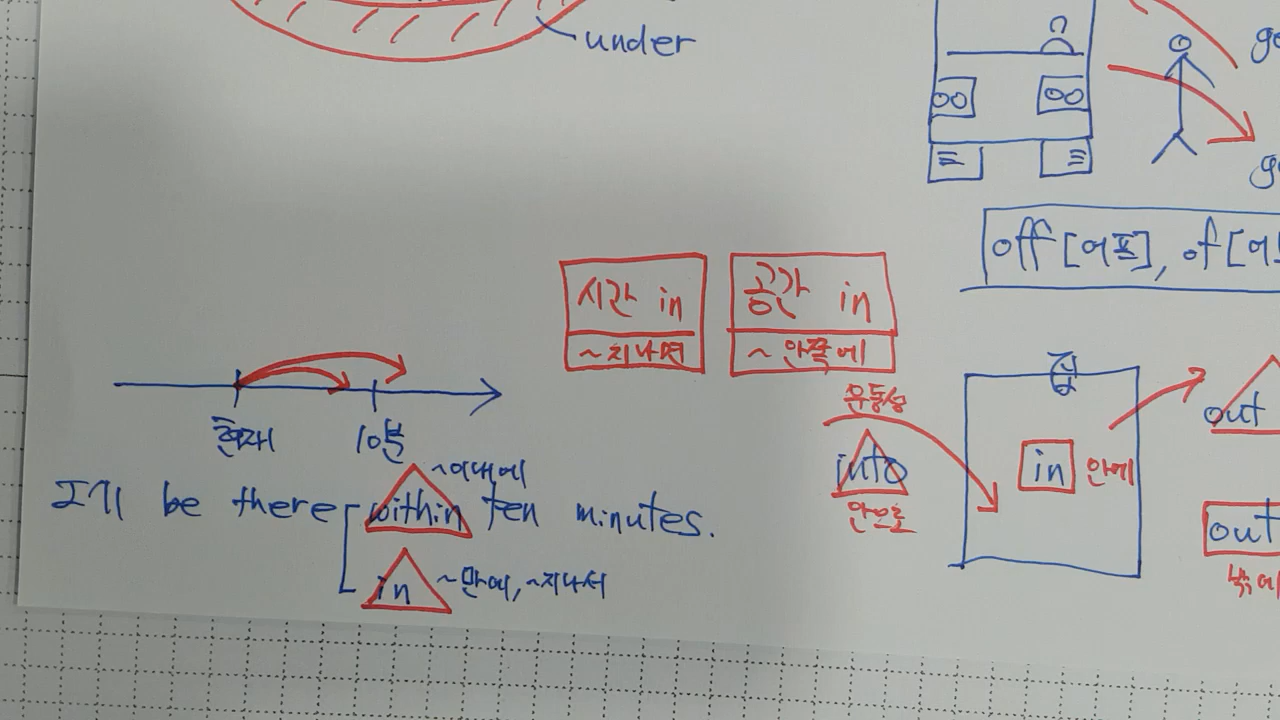 under
off [어프], of [어
시간 in
~지나면
공간 in
~안쪽에
현재
10분
I'll be there within ten minutes.
~이내에
in
~만에, ~지나서
집
운동성
into
안으로
in 안에
out
out
밖에